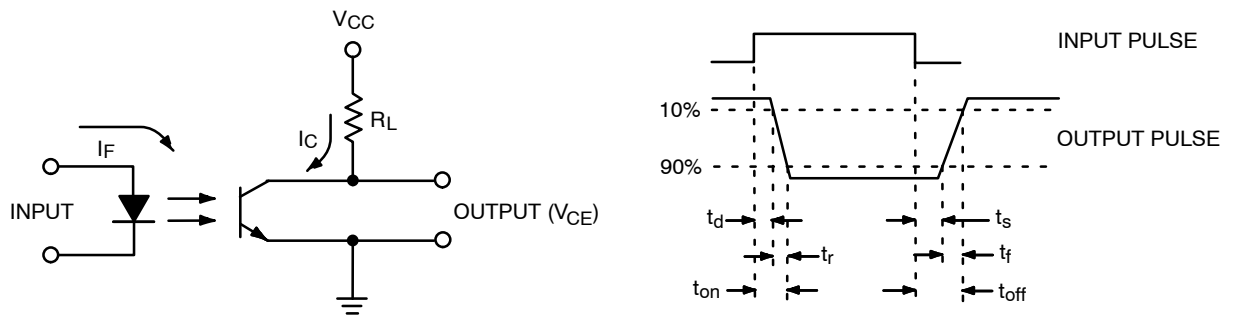 VCC
RL
IC
IF
INPUT
OUTPUT (VCE)
INPUT PULSE
10%
OUTPUT PULSE
90%
td
ts
tr
tf
ton
toff